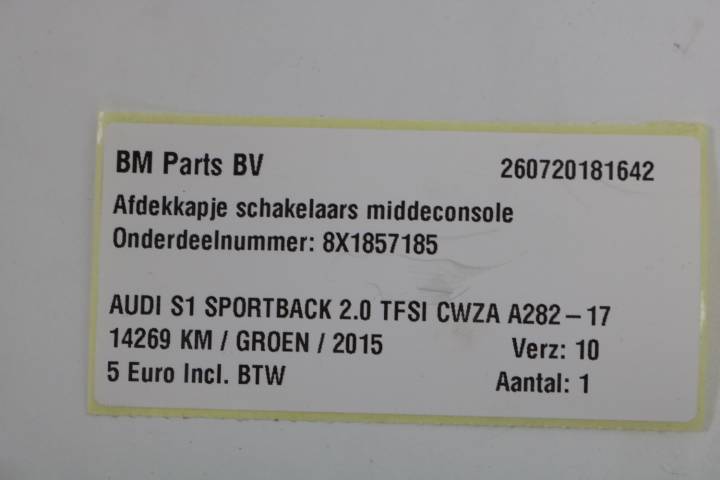 BM Parts BV 260720181642
Afdekkapje schakelaars middeconsole
Onderdeelnummer: 8X1857185
AUDI S1 SPORTBACK 2.0 TFSI CWZA A282-17
14269 KM / GROEN / 2015 Verz: 10
5 Euro Incl. BTW Aantal: 1